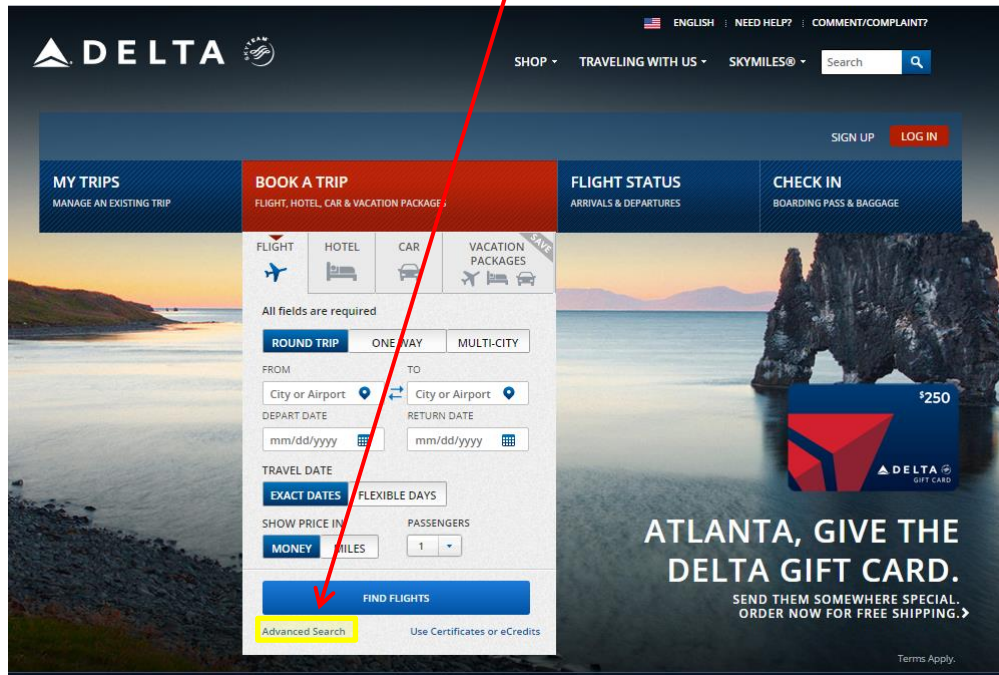 ENGLISH NEED HELP? COMMENT/COMPLAINT?
DELTA SKYTEAM
SHOP TRAVELING WITH US SKYMILES® Search
SIGN UP LOG IN
MY TRIPS
MANAGE AN EXISTING TRIP
BOOK A TRIP
FLIGHT, HOTEL, CAR & VACATION PACKAGES
FLIGHT STATUS
ARRIVALS & DEPARTURES
CHECK IN
BOARDING PASS & BAGGAGE
FLIGHT HOTEL CAR VACATION
PACKAGES
SAVE
All fields are required
ROUND TRIP ONE WAY MULTI-CITY
FROM TO
City or Airport City or Airport
DEPART DATE RETURN DATE
mm/dd/yyyy mm/dd/yyyy
TRAVEL DATE
EXACT DATES FLEXIBLE DAYS
SHOW PRICE IN PASSENGERS
MONEY MILES 1
FIND FLIGHTS
Advanced Search Use Certificates or eCredits
$250
DELTA
GIFT CARD
ATLANTA, GIVE THE
DELTA GIFT CARD.
SEND THEM SOMEWHERE SPECIAL.
ORDER NOW FOR FREE SHIPPING.
Terms Apply.